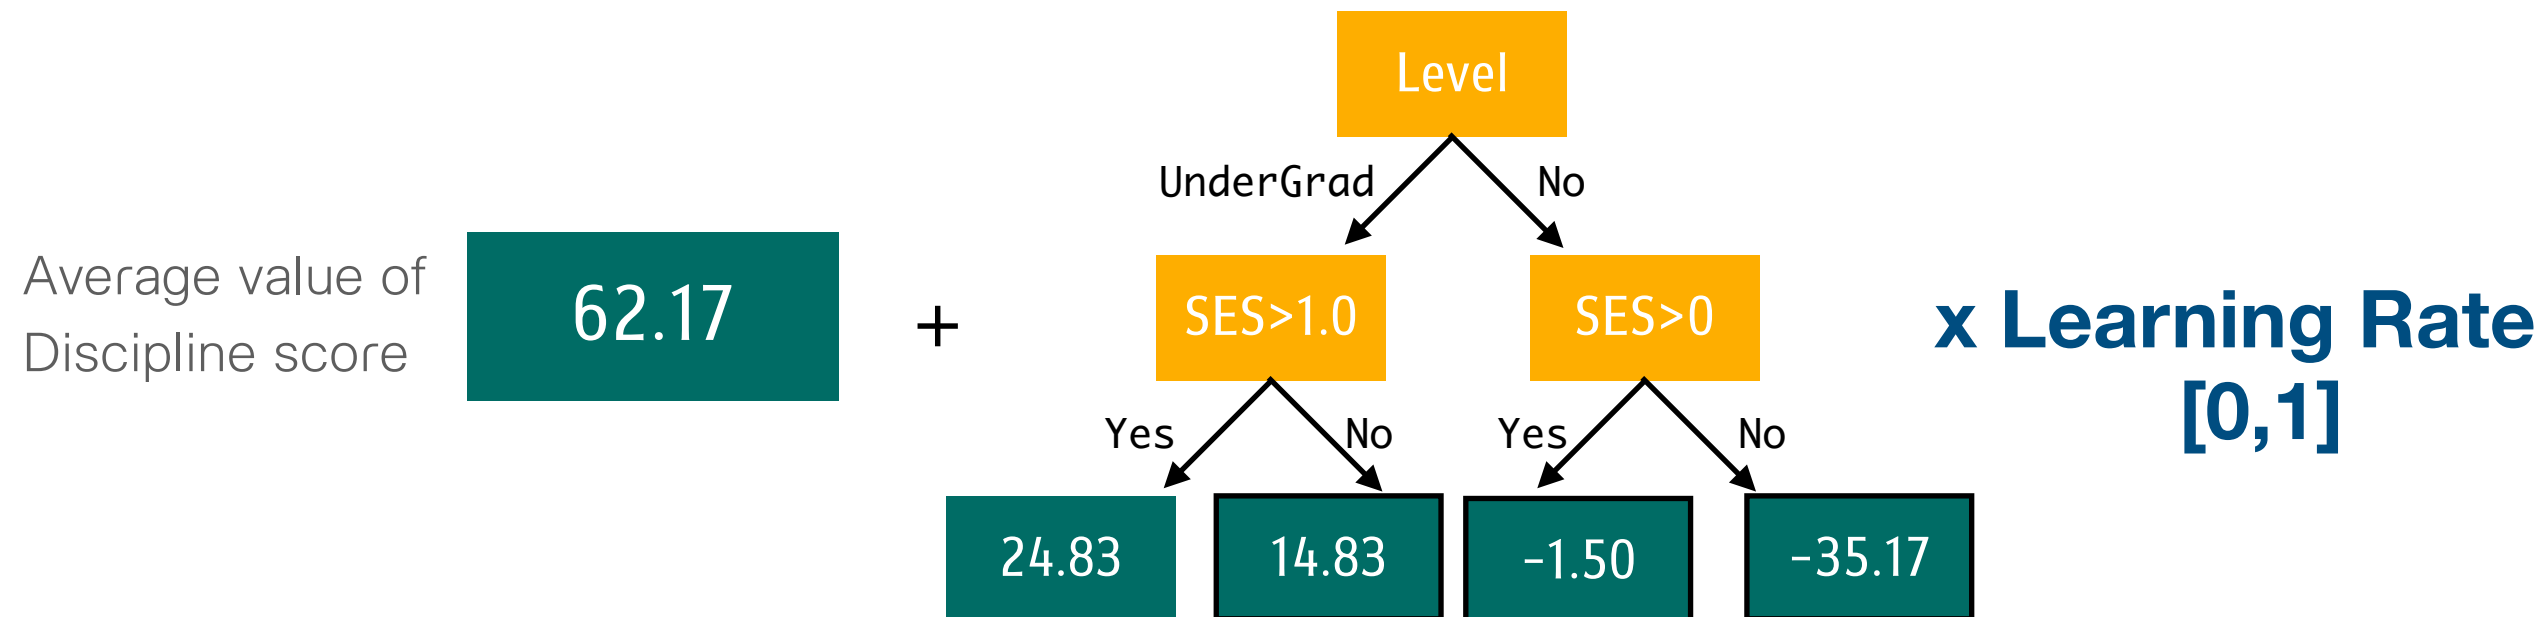 Level
UnderGrad
No
Average value of
Discipline score
62.17
+
SES>1.0
SES>0
x Learning Rate
[0,1]
Yes
No
Yes
No
24.83
14.83
-1.50
-35.17